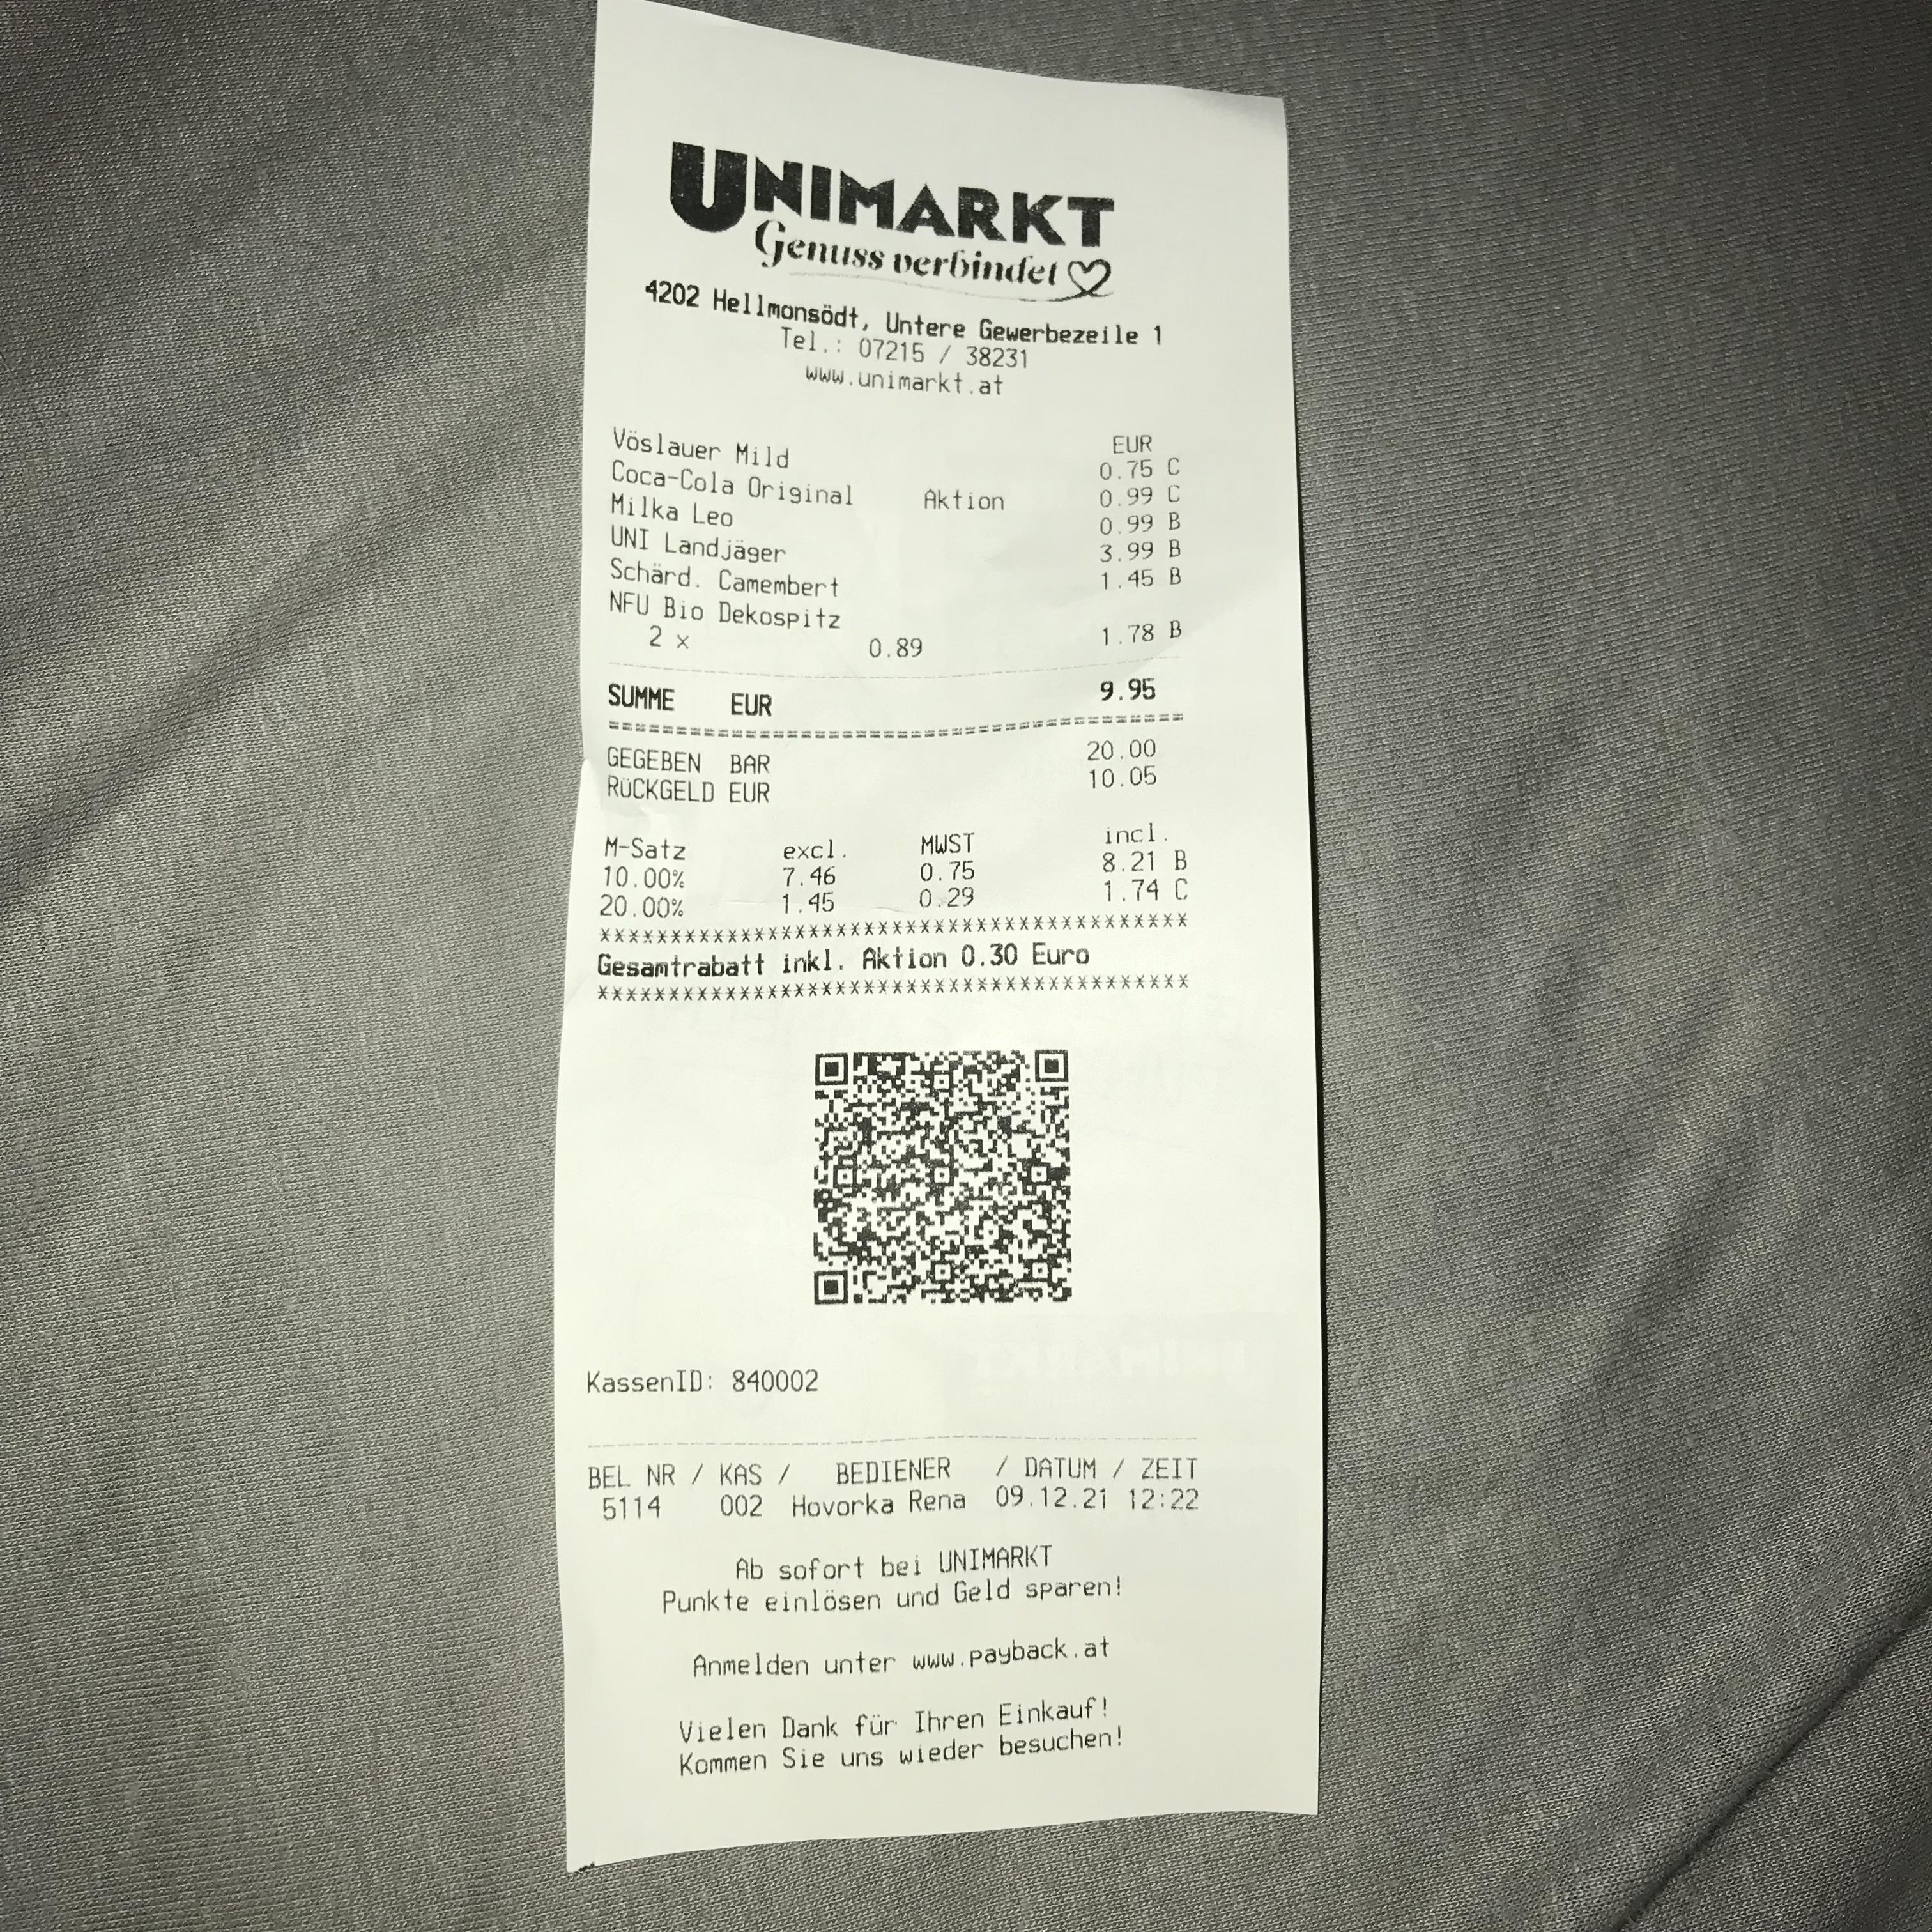 UNIMARKT
Genuss verbindet
4202 Hellmonsödt, Untere Gewerbezeile 1
Tel.: 07215 / 38231
www.unimarkt.at
EUR
Vöslauer Mild 0.75 C
Coca-Cola Original Aktion 0.99 C
Milka Leo 0.99 B
UNI Landjäger 3.99 B
Schärd. Camembert 1.45 B
NFU Bio Dekospitz
2 x 0.89 1.78 B
SUMME EUR 9.95
=============================================
GEGEBEN BAR 20.00
RÜCKGELD EUR 10.05
M-Satz excl. MWST incl.
10.00% 7.46 0.75 8.21 B
20.00% 1.45 0.29 1.74 C
******************************************
Gesamtrabatt inkl. Aktion 0.30 Euro
******************************************
KassenID: 840002
BEL NR / KAS / BEDIENER / DATUM / ZEIT
5114 002 Hovorka Rena 09.12.21 12:22
Ab sofort bei UNIMARKT
Punkte einlösen und Geld sparen!
Anmelden unter www.payback.at
Vielen Dank für Ihren Einkauf!
Kommen Sie uns wieder besuchen!